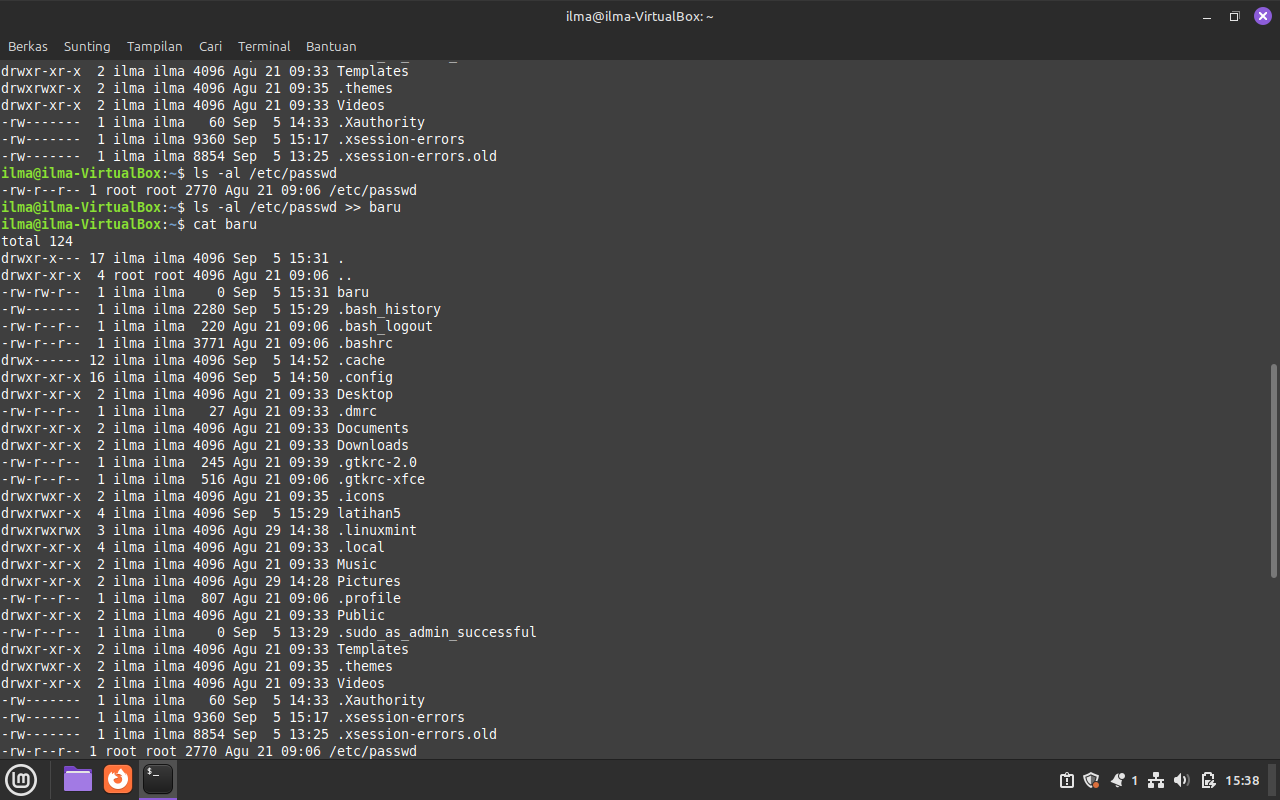 ilma@ilma-VirtualBox: ~
Berkas Sunting Tampilan Cari Terminal Bantuan
drwxr-xr-x  2 ilma ilma 4096 Agu 21 09:33 Templates
drwxrwxr-x  2 ilma ilma 4096 Agu 21 09:35 .themes
drwxr-xr-x  2 ilma ilma 4096 Agu 21 09:33 Videos
-rw-------  1 ilma ilma   60 Sep  5 14:33 .Xauthority
-rw-------  1 ilma ilma 9360 Sep  5 15:17 .xsession-errors
-rw-------  1 ilma ilma 8854 Sep  5 13:25 .xsession-errors.old
ilma@ilma-VirtualBox:~$ ls -al /etc/passwd
-rw-r--r-- 1 root root 2770 Agu 21 09:06 /etc/passwd
ilma@ilma-VirtualBox:~$ ls -al /etc/passwd >> baru
ilma@ilma-VirtualBox:~$ cat baru
total 124
drwxr-x--- 17 ilma ilma 4096 Sep  5 15:31 .
drwxr-xr-x  4 root root 4096 Agu 21 09:06 ..
-rw-rw-r--  1 ilma ilma    0 Sep  5 15:31 baru
-rw-------  1 ilma ilma 2280 Sep  5 15:29 .bash_history
-rw-r--r--  1 ilma ilma  220 Agu 21 09:06 .bash_logout
-rw-r--r--  1 ilma ilma 3771 Agu 21 09:06 .bashrc
drwx------ 12 ilma ilma 4096 Sep  5 14:52 .cache
drwxr-xr-x 16 ilma ilma 4096 Sep  5 14:50 .config
drwxr-xr-x  2 ilma ilma 4096 Agu 21 09:33 Desktop
-rw-r--r--  1 ilma ilma   27 Agu 21 09:33 .dmrc
drwxr-xr-x  2 ilma ilma 4096 Agu 21 09:33 Documents
drwxr-xr-x  2 ilma ilma 4096 Agu 21 09:33 Downloads
-rw-r--r--  1 ilma ilma  245 Agu 21 09:39 .gtkrc-2.0
-rw-r--r--  1 ilma ilma  516 Agu 21 09:06 .gtkrc-xfce
drwxrwxr-x  2 ilma ilma 4096 Agu 21 09:35 .icons
drwxrwxr-x  4 ilma ilma 4096 Sep  5 15:29 latihan5
drwxrwxrwx  3 ilma ilma 4096 Agu 29 14:38 .linuxmint
drwxr-xr-x  4 ilma ilma 4096 Agu 21 09:33 .local
drwxr-xr-x  2 ilma ilma 4096 Agu 21 09:33 Music
drwxr-xr-x  2 ilma ilma 4096 Agu 29 14:28 Pictures
-rw-r--r--  1 ilma ilma  807 Agu 21 09:06 .profile
drwxr-xr-x  2 ilma ilma 4096 Agu 21 09:33 Public
-rw-r--r--  1 ilma ilma    0 Sep  5 13:29 .sudo_as_admin_successful
drwxr-xr-x  2 ilma ilma 4096 Agu 21 09:33 Templates
drwxrwxr-x  2 ilma ilma 4096 Agu 21 09:35 .themes
drwxr-xr-x  2 ilma ilma 4096 Agu 21 09:33 Videos
-rw-------  1 ilma ilma   60 Sep  5 14:33 .Xauthority
-rw-------  1 ilma ilma 9360 Sep  5 15:17 .xsession-errors
-rw-------  1 ilma ilma 8854 Sep  5 13:25 .xsession-errors.old
-rw-r--r-- 1 root root 2770 Agu 21 09:06 /etc/passwd
1 15:38